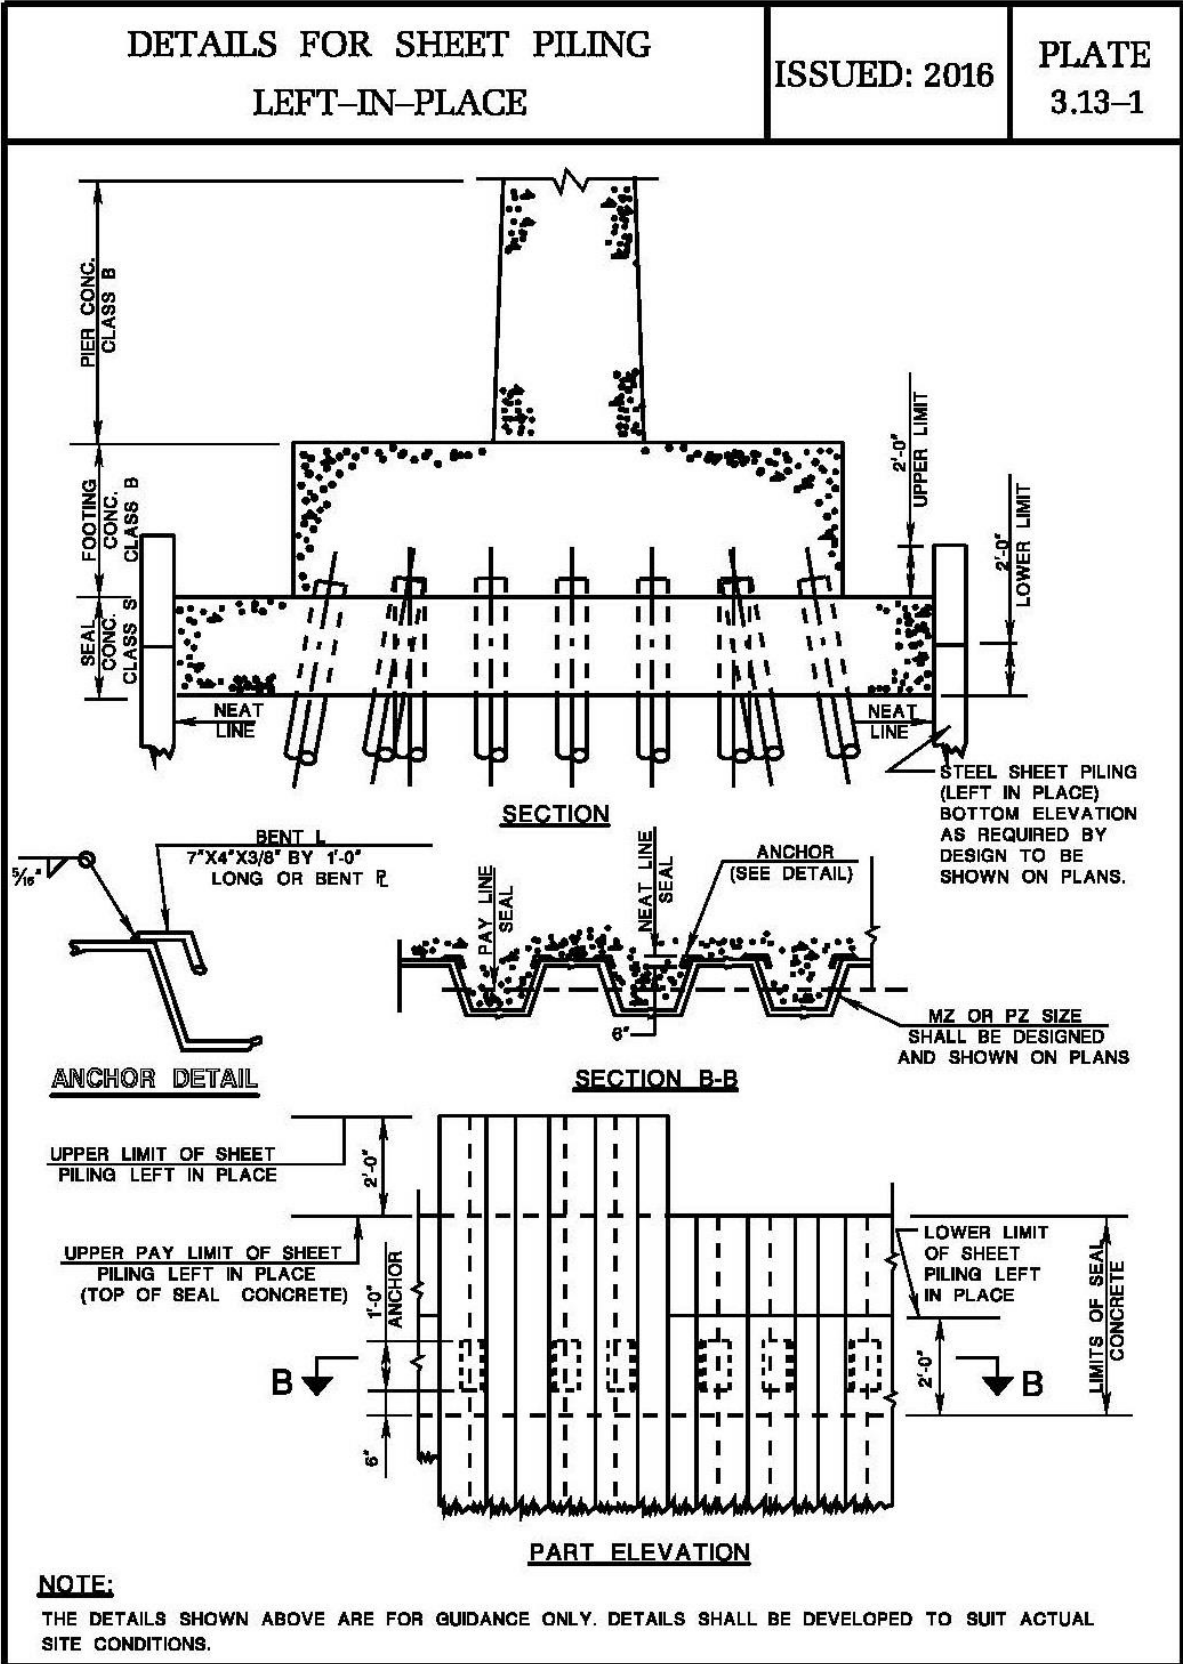 DETAILS FOR SHEET PILING
LEFT–IN–PLACE
ISSUED: 2016
PLATE
3.13–1
PIER CONC.
CLASS B
FOOTING
CONC.
CLASS B
SEAL
CONC.
CLASS S
2'-0"
UPPER LIMIT
2'-0"
LOWER LIMIT
NEAT
LINE
NEAT
LINE
STEEL SHEET PILING
(LEFT IN PLACE)
BOTTOM ELEVATION
AS REQUIRED BY
DESIGN TO BE
SHOWN ON PLANS.
SECTION
5/16"
BENT L
7"X4"X3/8" BY 1'-0"
LONG OR BENT PL
ANCHOR DETAIL
PAY LINE
SEAL
NEAT LINE
SEAL
ANCHOR
(SEE DETAIL)
6"
MZ OR PZ SIZE
SHALL BE DESIGNED
AND SHOWN ON PLANS
SECTION B-B
UPPER LIMIT OF SHEET
PILING LEFT IN PLACE
2'-0"
UPPER PAY LIMIT OF SHEET
PILING LEFT IN PLACE
(TOP OF SEAL CONCRETE)
1'-0"
ANCHOR
B
6"
LOWER LIMIT
OF SHEET
PILING LEFT
IN PLACE
2'-0"
B
LIMITS OF SEAL
CONCRETE
PART ELEVATION
NOTE:
THE DETAILS SHOWN ABOVE ARE FOR GUIDANCE ONLY. DETAILS SHALL BE DEVELOPED TO SUIT ACTUAL
SITE CONDITIONS.